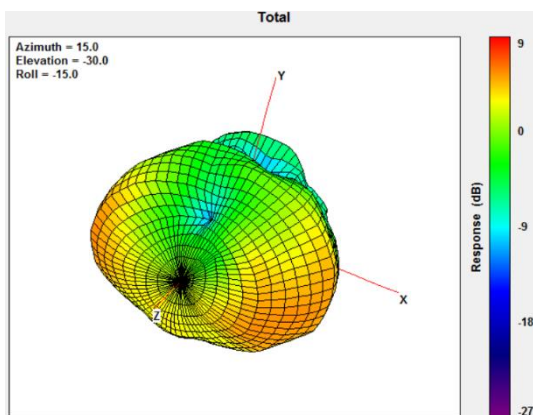 Total
Azimuth = 15.0
Elevation = -30.0
Roll = -15.0
Y
X
Z
9
0
-9
-18
-27
Response (dB)